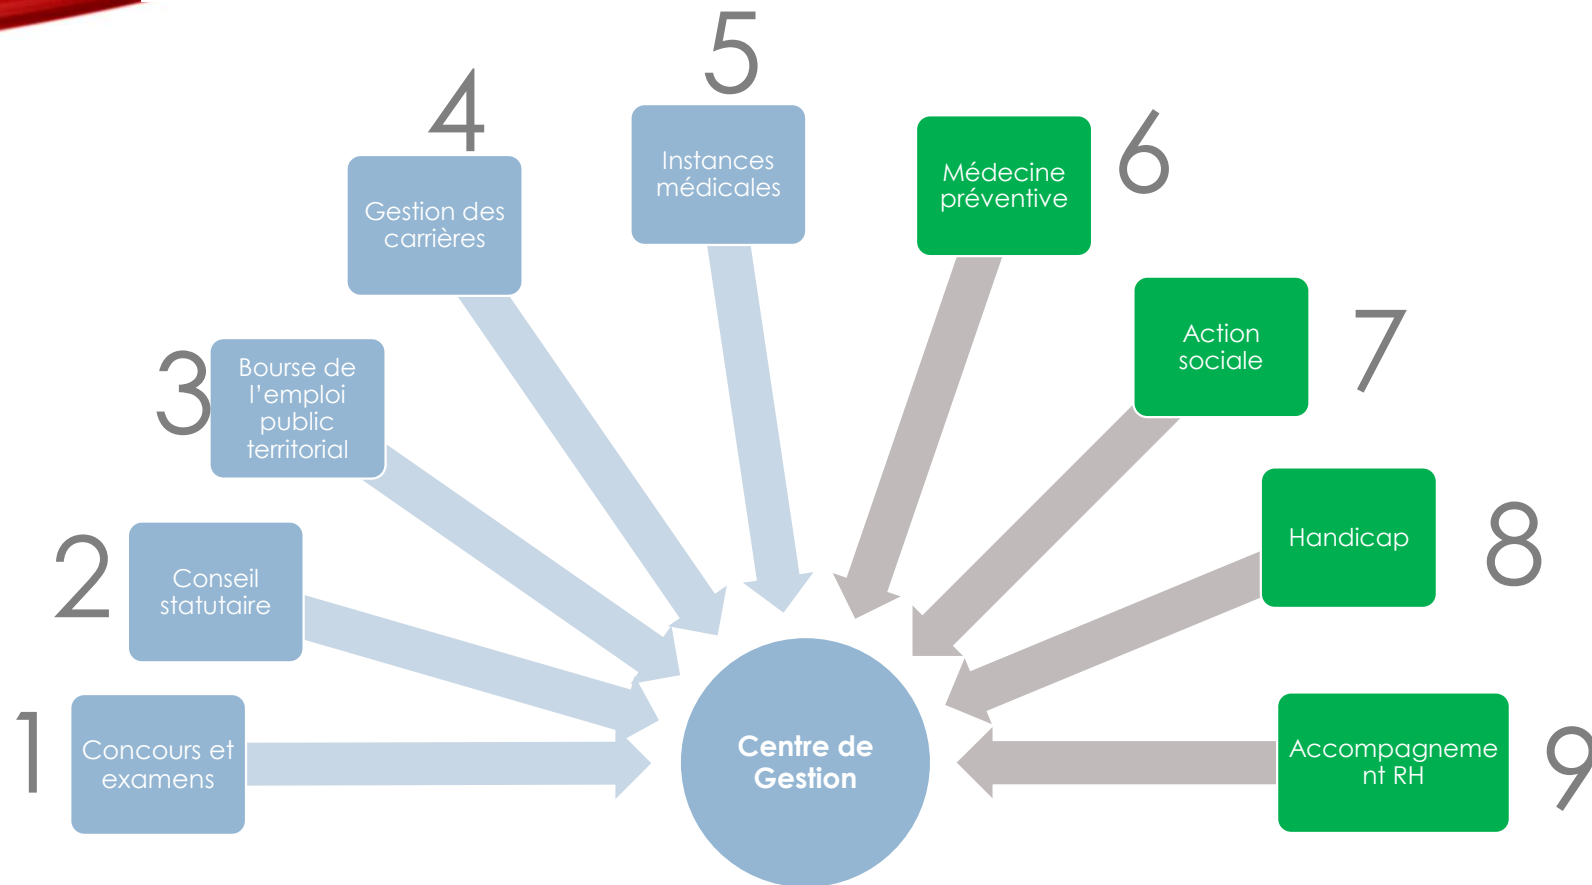 1
Concours et
examens
2
Conseil
statutaire
3
Bourse de
l’emploi
public
territorial
4
Gestion des
carrières
5
Instances
médicales
6
Médecine
préventive
7
Action
sociale
8
Handicap
9
Accompagneme
nt RH
Centre de
Gestion